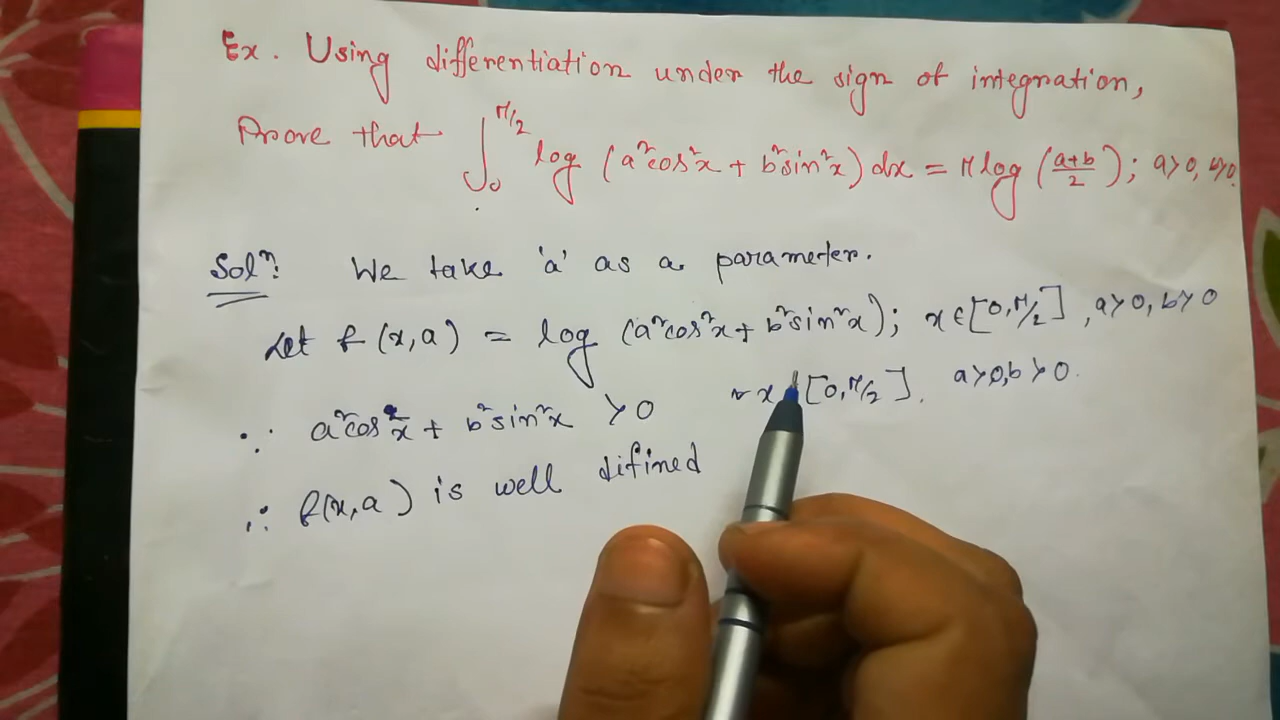 Ex. Using differentiation under the sign of integration,
Prove that ∫₀^π/2 log (a²cos²x + b²sin²x) dx = π log (a+b/2); a>0, b>0.
Solⁿ: We take 'a' as a parameter.
Let f(x,a) = log (a²cos²x + b²sin²x); x∈[0,π/2], a>0, b>0
∵ a²cos²x + b²sin²x >0 [0,π/2], a>0, b>0.
∴ f(x,a) is well difined